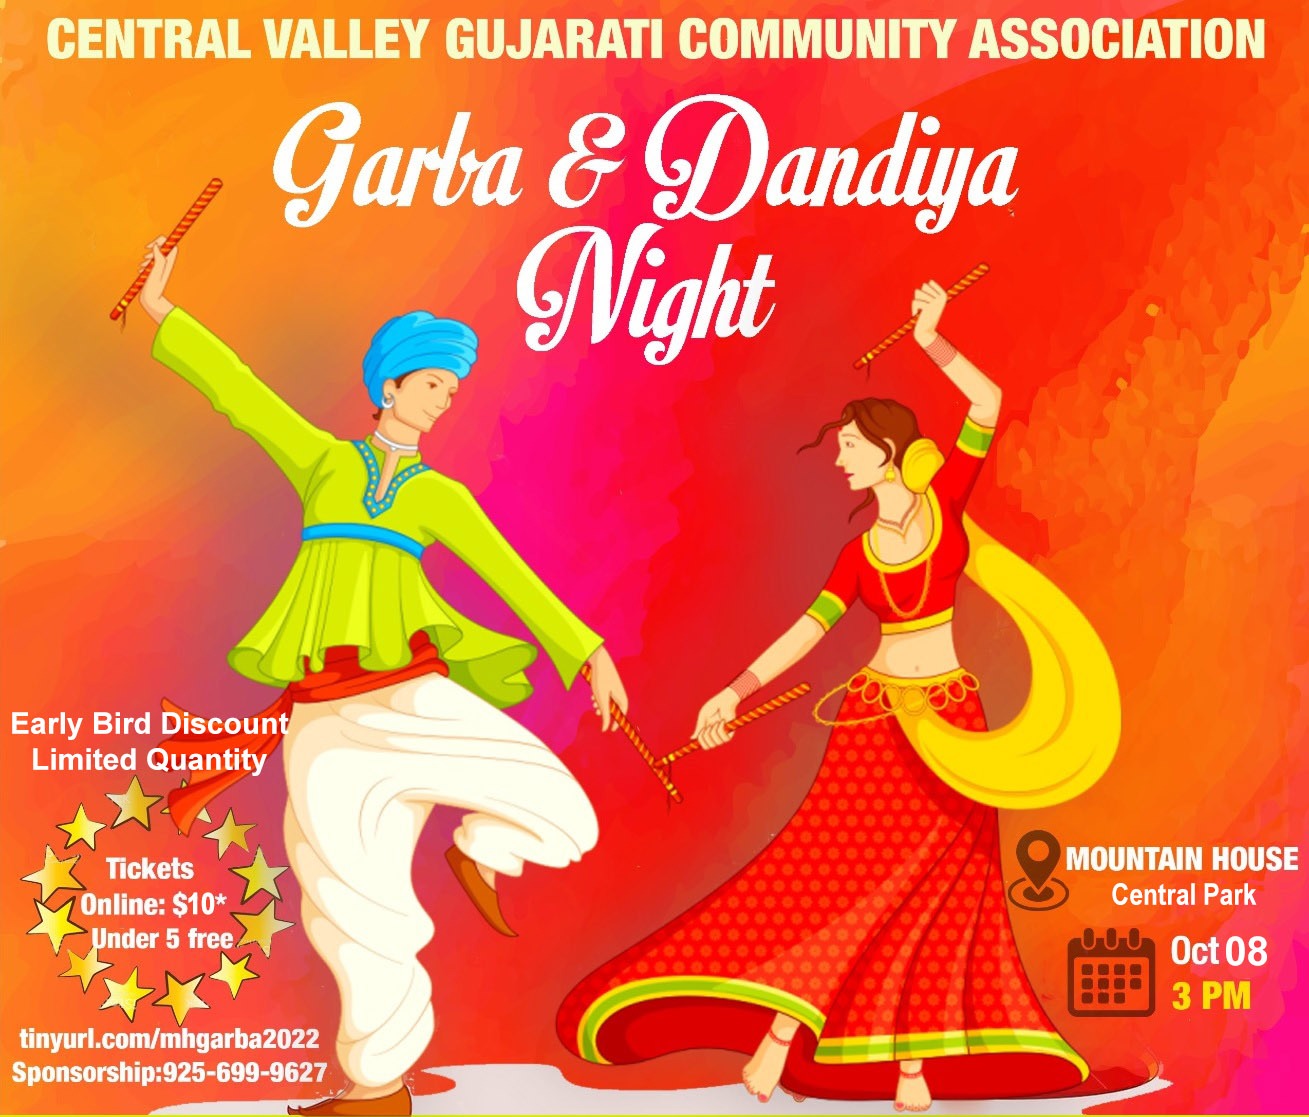 CENTRAL VALLEY GUJARATI COMMUNITY ASSOCIATION
Garba & Dandiya
Night
Early Bird Discount
Limited Quantity
Tickets
Online: $10*
Under 5 free
tinyurl.com/mhgarba2022
Sponsorship:925-699-9627
MOUNTAIN HOUSE
Central Park
Oct 08
3 PM